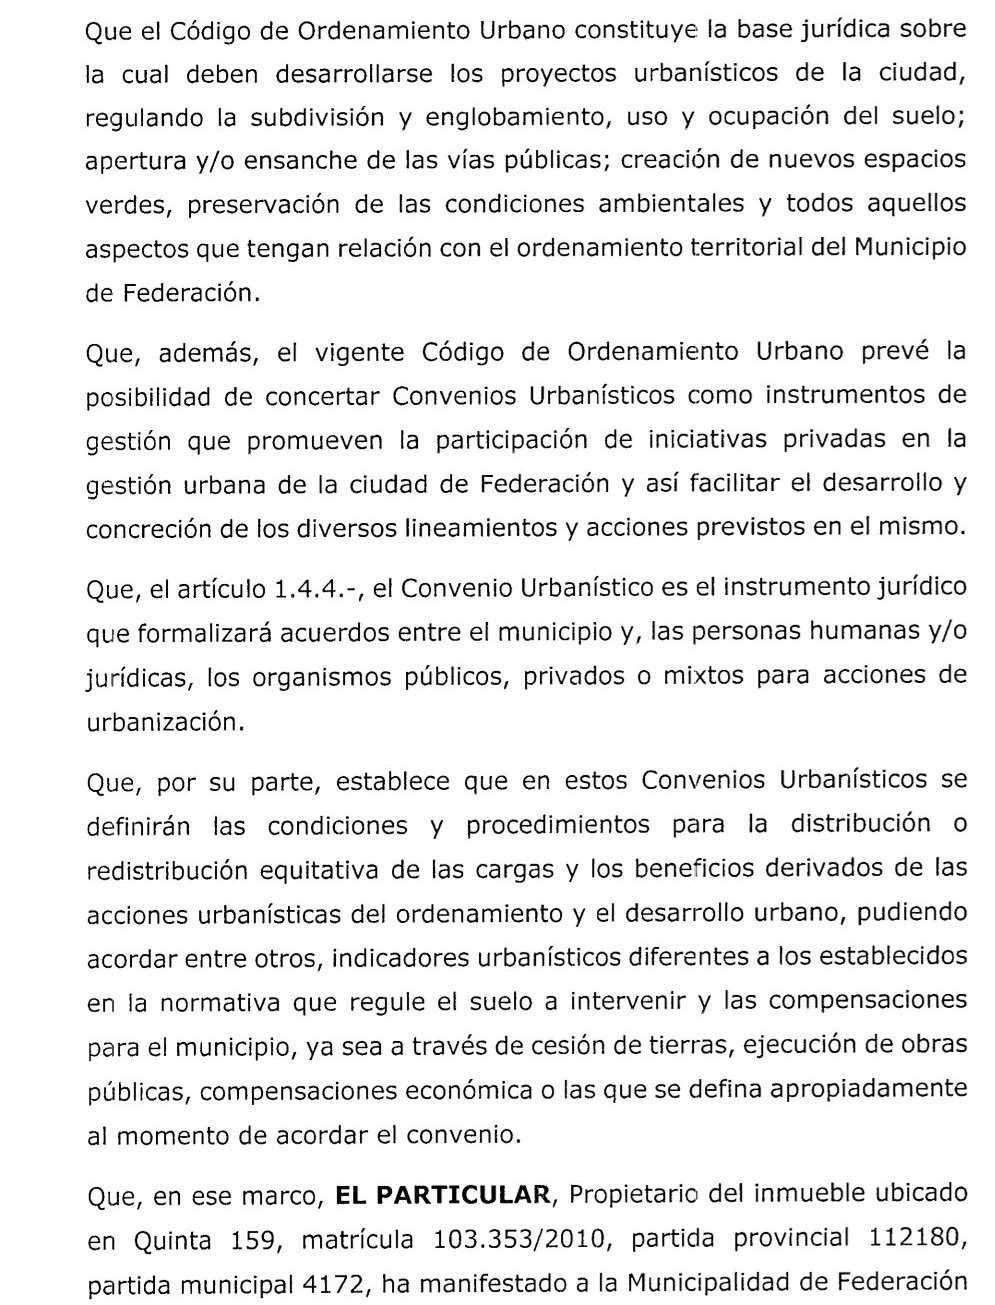 Que el Código de Ordenamiento Urbano constituye la base jurídica sobre
la cual deben desarrollarse los proyectos urbanísticos de la ciudad,
regulando la subdivisión y englobamiento, uso y ocupación del suelo;
apertura y/o ensanche de las vías públicas; creación de nuevos espacios
verdes, preservación de las condiciones ambientales y todos aquellos
aspectos que tengan relación con el ordenamiento territorial del Municipio
de Federación.
Que, además, el vigente Código de Ordenamiento Urbano prevé la
posibilidad de concertar Convenios Urbanísticos como instrumentos de
gestión que promueven la participación de iniciativas privadas en la
gestión urbana de la ciudad de Federación y así facilitar el desarrollo y
concreción de los diversos lineamientos y acciones previstos en el mismo.
Que, el artículo 1.4.4.-, el Convenio Urbanístico es el instrumento jurídico
que formalizará acuerdos entre el municipio y, las personas humanas y/o
jurídicas, los organismos públicos, privados o mixtos para acciones de
urbanización.
Que, por su parte, establece que en estos Convenios Urbanísticos se
definirán las condiciones y procedimientos para la distribución o
redistribución equitativa de las cargas y los beneficios derivados de las
acciones urbanísticas del ordenamiento y el desarrollo urbano, pudiendo
acordar entre otros, indicadores urbanísticos diferentes a los establecidos
en la normativa que regule el suelo a intervenir y las compensaciones
para el municipio, ya sea a través de cesión de tierras, ejecución de obras
públicas, compensaciones económica o las que se defina apropiadamente
al momento de acordar el convenio.
Que, en ese marco, EL PARTICULAR, Propietario del inmueble ubicado
en Quinta 159, matrícula 103.353/2010, partida provincial 112180,
partida municipal 4172, ha manifestado a la Municipalidad de Federación